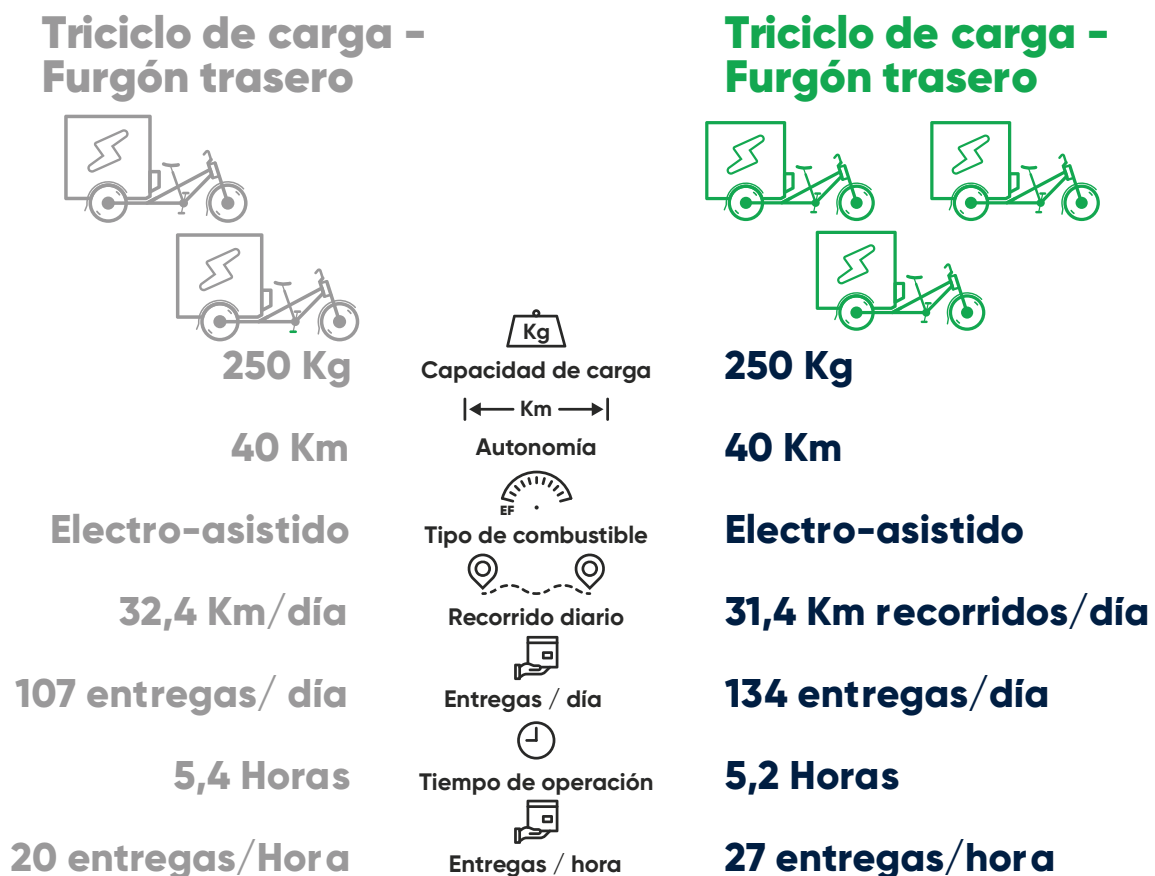 Triciclo de carga -
Furgón trasero
Triciclo de carga -
Furgón trasero
Kg
250 Kg
Capacidad de carga
250 Kg
Km
40 Km
Autonomía
40 Km
EF
Electro-asistido
Tipo de combustible
Electro-asistido
32,4 Km/día
Recorrido diario
31,4 Km recorridos/día
107 entregas/ día
Entregas / día
134 entregas/día
5,4 Horas
Tiempo de operación
5,2 Horas
20 entregas/Hora
Entregas / hora
27 entregas/hora